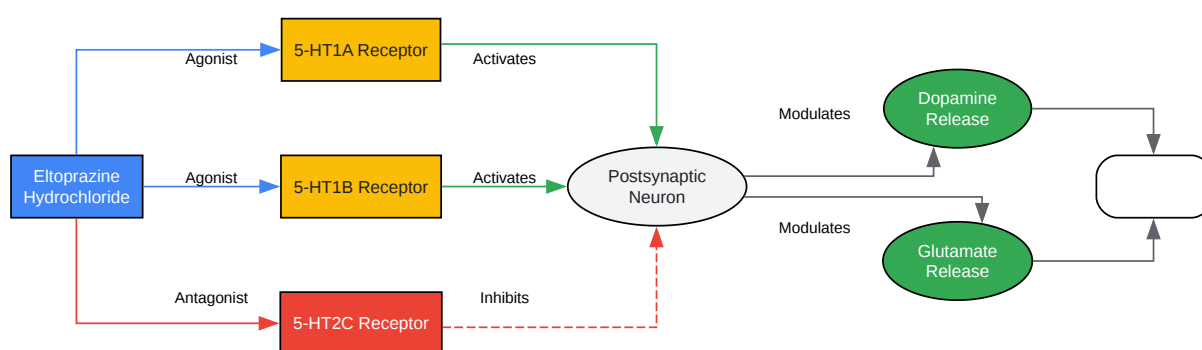 5-HT1A Receptor
Agonist
Activates
Dopamine
Release
Modulates
Eltoprazine
Hydrochloride
Agonist
5-HT1B Receptor
Activates
Postsynaptic
Neuron
Modulates
Glutamate
Release
Antagonist
5-HT2C Receptor
Inhibits